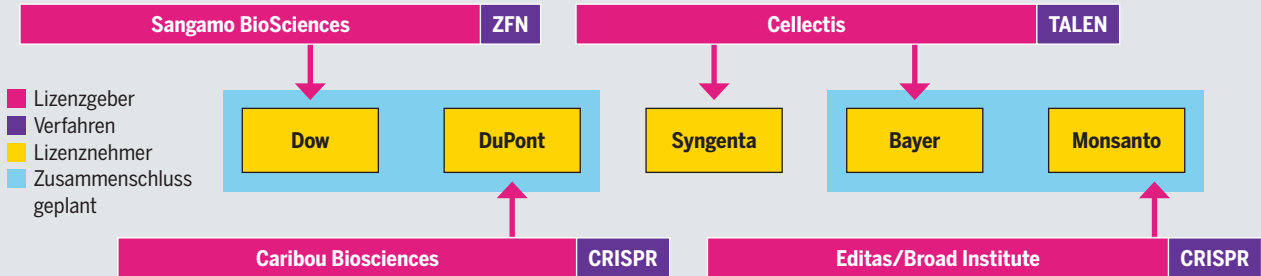 Sangamo BioSciences ZFN
Cellectis TALEN
Lizenzgeber
Verfahren
Lizenznehmer
Zusammenschluss
geplant
Dow
DuPont
Syngenta
Bayer
Monsanto
Caribou Biosciences CRISPR
Editas/Broad Institute CRISPR